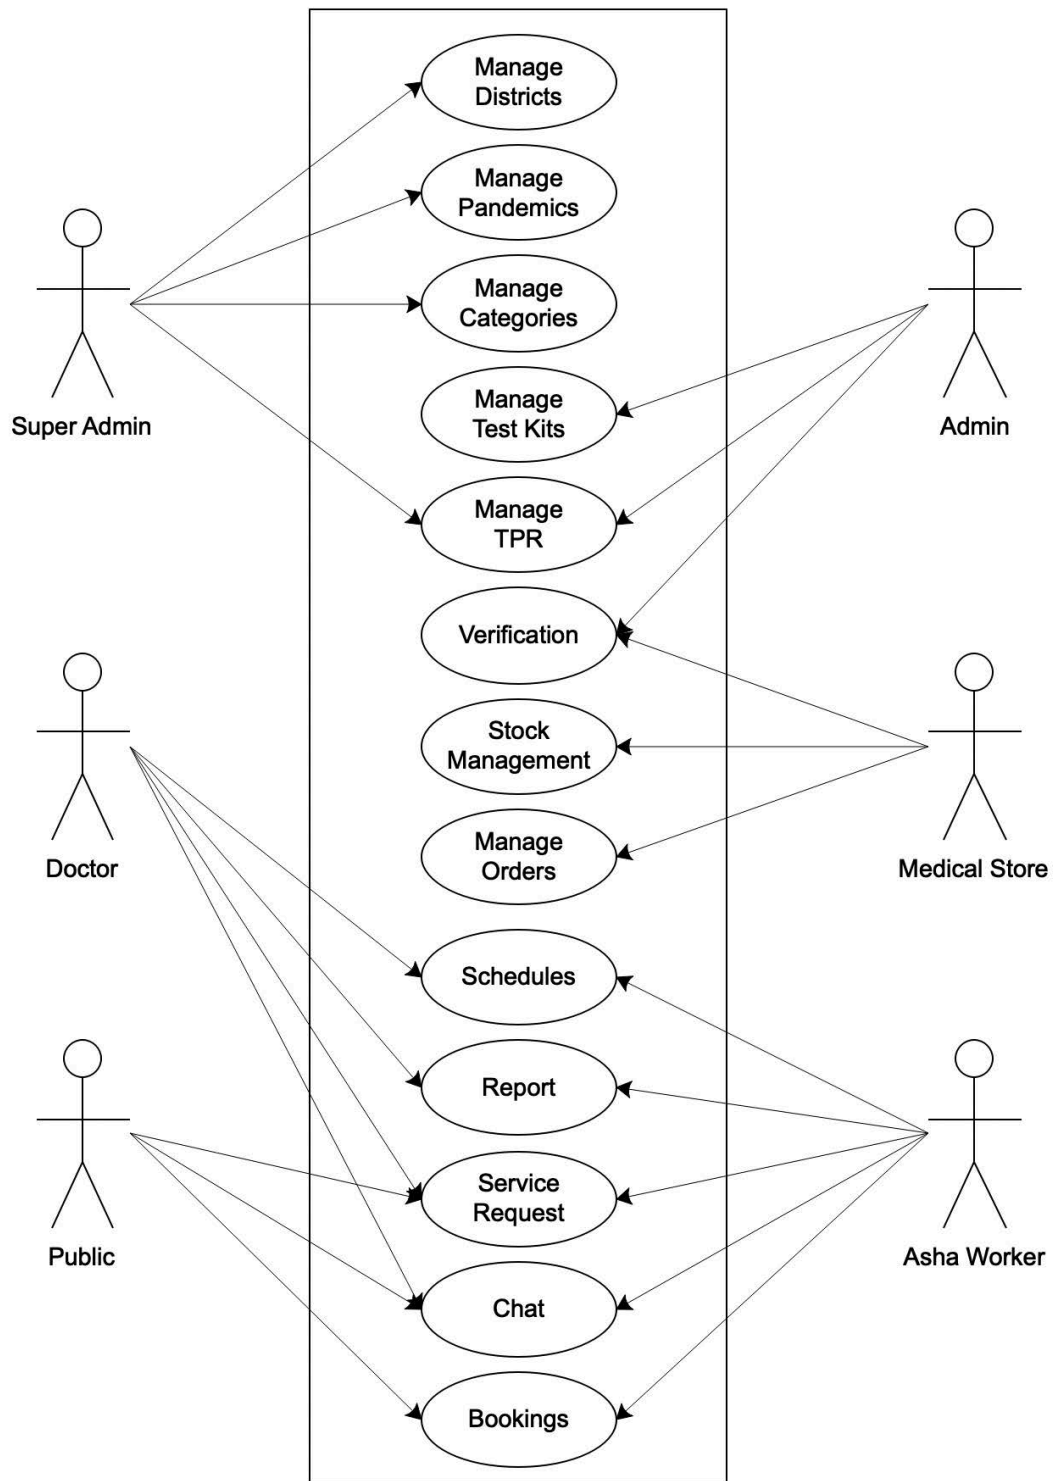 Manage
Districts
Manage
Pandemics
Manage
Categories
Manage
Test Kits
Super Admin
Admin
Manage
TPR
Verification
Stock
Management
Manage
Orders
Doctor
Medical Store
Schedules
Report
Service
Request
Public
Asha Worker
Chat
Bookings